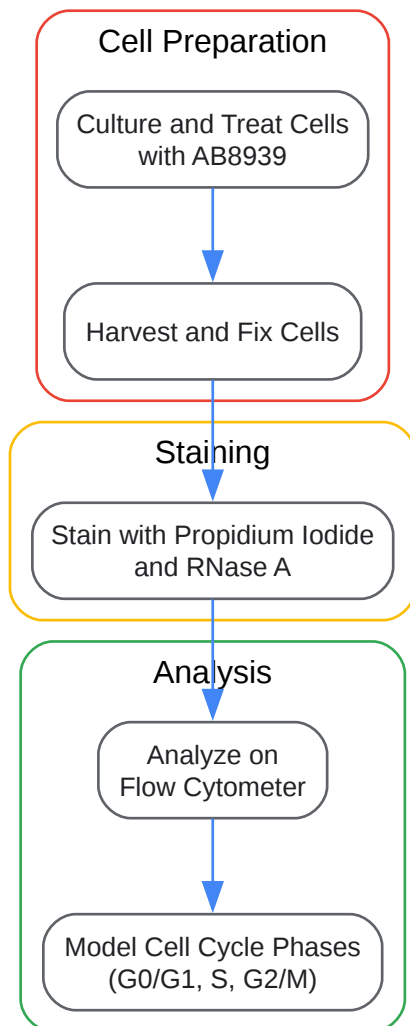 Cell Preparation
Culture and Treat Cells
with AB8939
Harvest and Fix Cells
Staining
Stain with Propidium Iodide
and RNase A
Analysis
Analyze on
Flow Cytometer
Model Cell Cycle Phases
(G0/G1, S, G2/M)